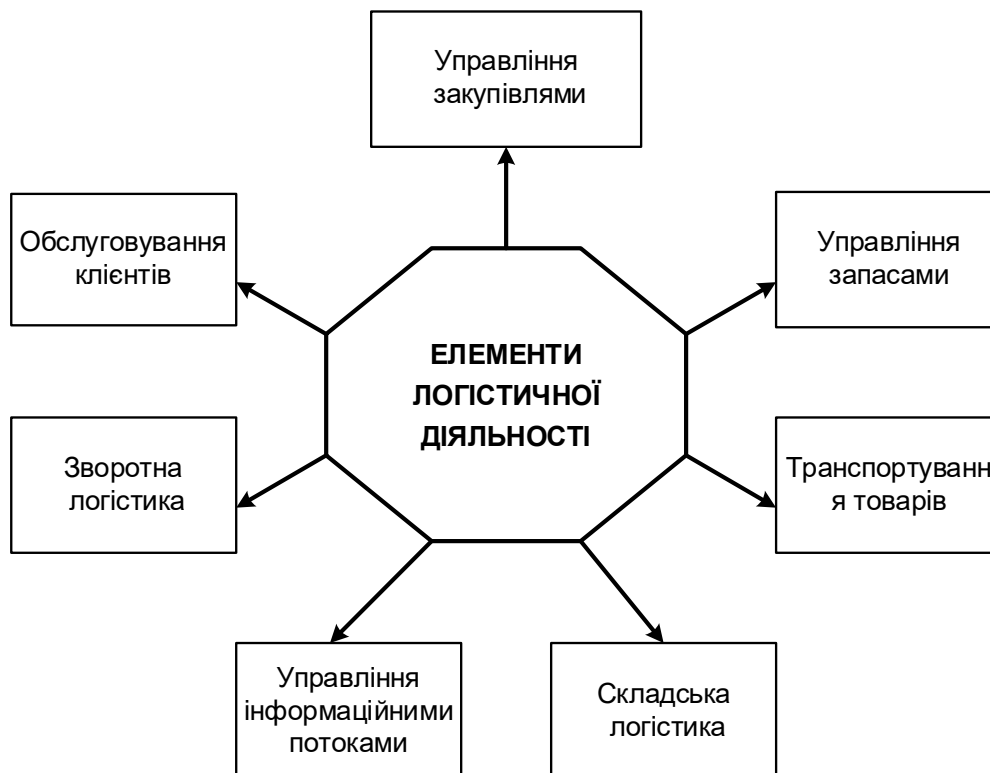 Управління
закупівлями
Обслуговування
клієнтів
Управління
запасами
ЕЛЕМЕНТИ
ЛОГІСТИЧНОЇ
ДІЯЛЬНОСТІ
Зворотна
логістика
Транспортуванн
я товарів
Управління
інформаційними
потоками
Складська
логістика